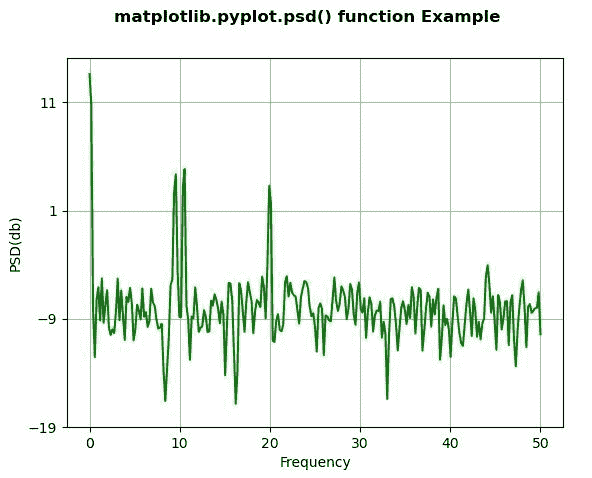 matplotlib.pyplot.psd() function Example
11
1
−9
−19
PSD(db)
0 10 20 30 40 50
Frequency